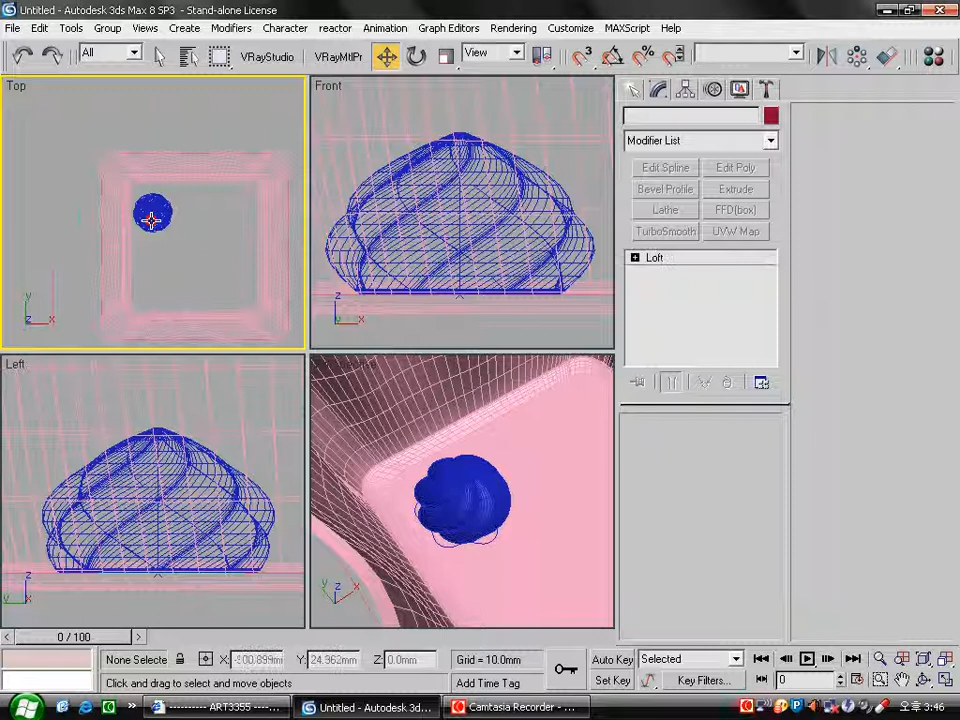 Untitled - Autodesk 3ds Max 8 SP3 - Stand-alone License
File Edit Tools Group Views Create Modifiers Character reactor Animation Graph Editors Rendering Customize MAXScript Help
All VRayStudio VRayMtlPr View
Top Front
Modifier List
Edit Spline Edit Poly
Bevel Profile Extrude
Lathe FFD(box)
TurboSmooth UVW Map
Loft
Left
0 / 100
None Selecte X: Y: 24.962mm Z: 0.0mm Grid = 10.0mm Auto Key Selected
Click and drag to select and move objects Add Time Tag Set Key Key Filters... 0
---------- ART3355 ----... Untitled - Autodesk 3d... Camtasia Recorder - ... 오후 3:46